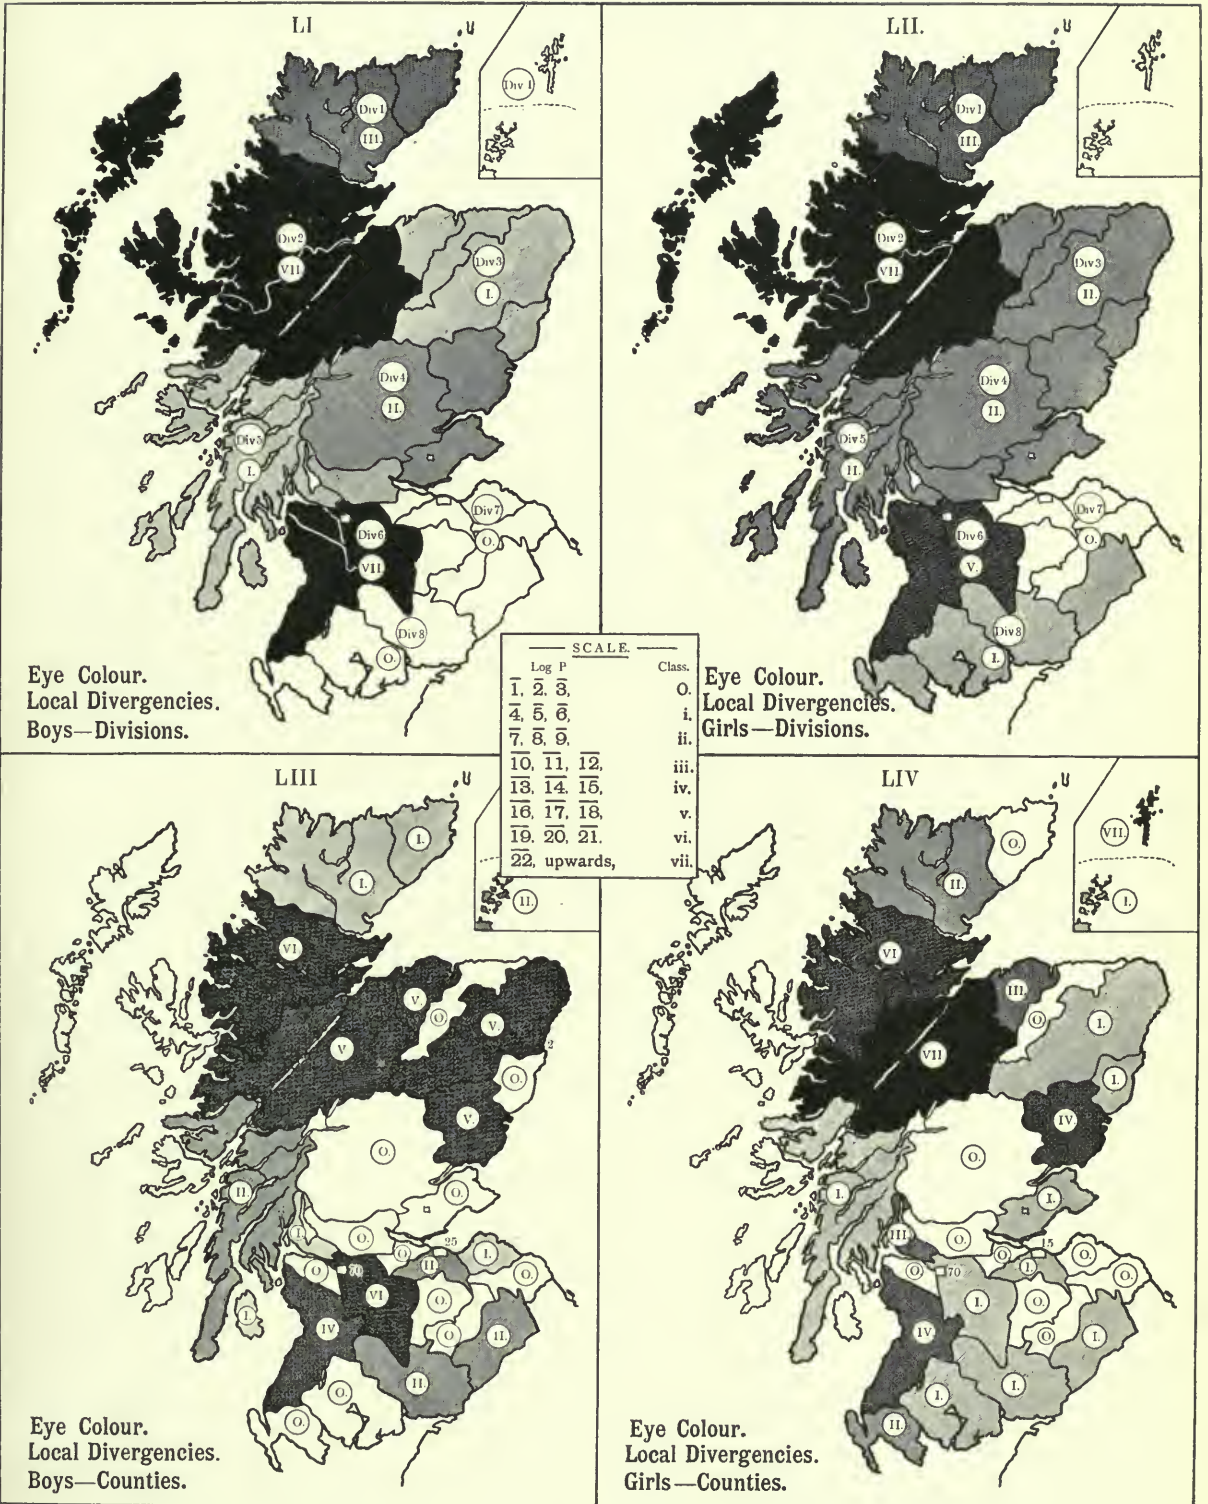 LI
Div 1
Div 1
III.
Div 2
VII.
Div 3
I.
Div 4
II.
Div 5
I.
Div 7
O.
Div 6
VII.
Div 8
O.
Eye Colour.
Local Divergencies.
Boys—Divisions.
LII.
Div 1
III.
Div 2
VII.
Div 3
II.
Div 4
II.
Div 5
II.
Div 7
O.
Div 6
V.
Div 8
I.
Eye Colour.
Local Divergencies.
Girls—Divisions.
SCALE.
Log P Class.
1̅, 2̅, 3̅, O.
4̅, 5̅, 6̅, i.
7̅, 8̅, 9̅, ii.
1̅0̅, 1̅1̅, 1̅2̅, iii.
1̅3̅, 1̅4̅. 1̅5̅, iv.
1̅6̅, 1̅7̅, 1̅8̅, v.
1̅9̅, 2̅0̅, 2̅1̅. vi.
2̅2̅, upwards, vii.
LIII
I.
I.
II.
VI
V.
O
V.
V
2
O.
V.
O.
II.
O.
I.
O.
O
25
I.
II
O
70
O.
VI
O.
I.
IV
O
II.
II.
O.
O.
Eye Colour.
Local Divergencies.
Boys—Counties.
LIV
O.
VII.
II.
I.
VI
III.
O
I.
VII
I.
IV.
O.
I.
I.
III.
O.
O
15
O.
I.
O
70
O.
I.
O.
IV.
O
I.
I.
I.
II.
Eye Colour.
Local Divergencies.
Girls—Counties.